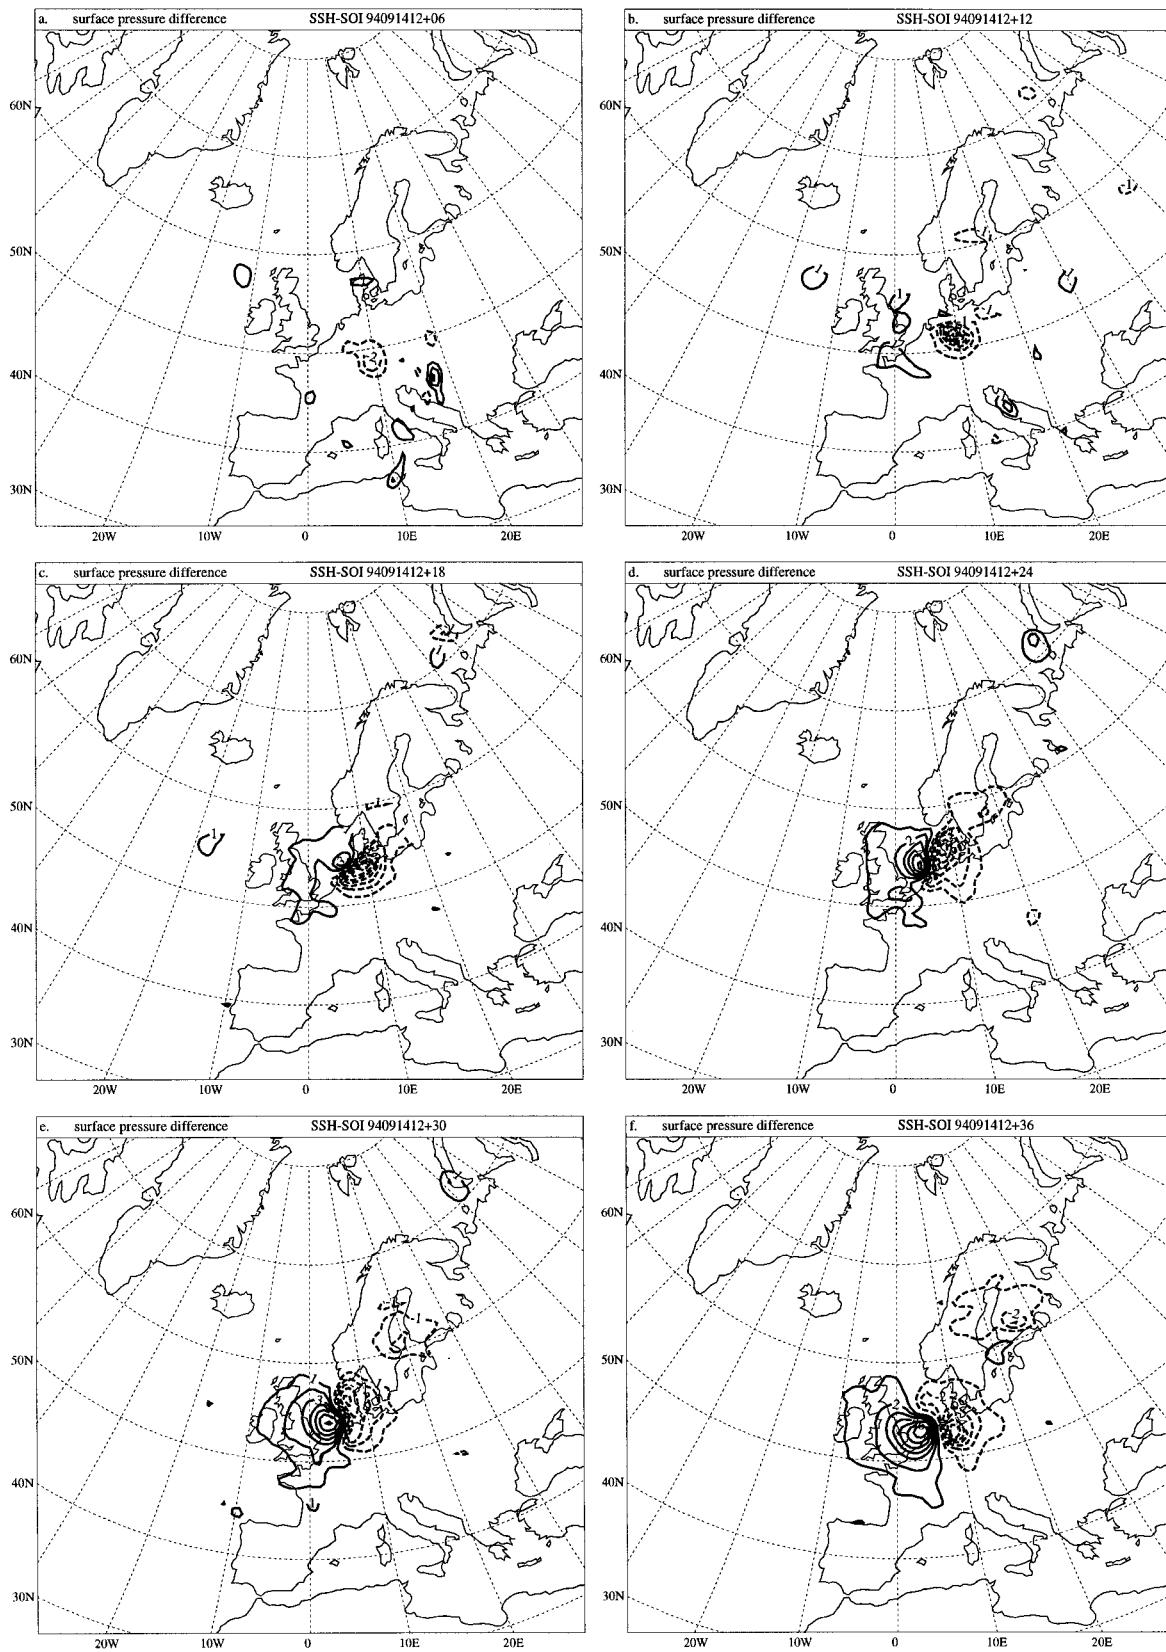 a. surface pressure difference SSH-SOI 94091412+06
60N
50N
40N
30N
20W 10W 0 10E 20E
-2
b. surface pressure difference SSH-SOI 94091412+12
60N
50N
40N
30N
20W 10W 0 10E 20E
1
c. surface pressure difference SSH-SOI 94091412+18
60N
50N
40N
30N
20W 10W 0 10E 20E
1
d. surface pressure difference SSH-SOI 94091412+24
60N
50N
40N
30N
20W 10W 0 10E 20E
e. surface pressure difference SSH-SOI 94091412+30
60N
50N
40N
30N
20W 10W 0 10E 20E
-1
f. surface pressure difference SSH-SOI 94091412+36
60N
50N
40N
30N
20W 10W 0 10E 20E
-2